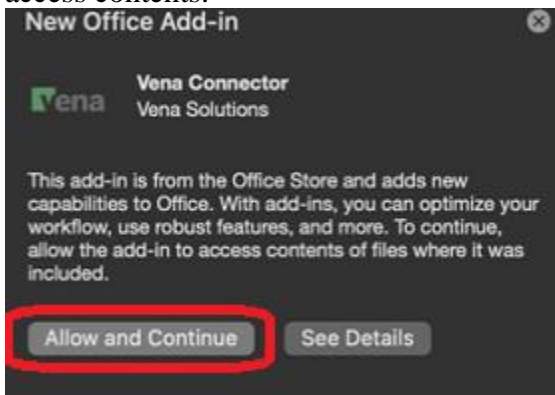 access contents.
New Office Add-in
Vena Connector
Vena
Vena Solutions
This add-in is from the Office Store and adds new
capabilities to Office. With add-ins, you can optimize your
workflow, use robust features, and more. To continue,
allow the add-in to access contents of files where it was
included.
Allow and Continue
See Details